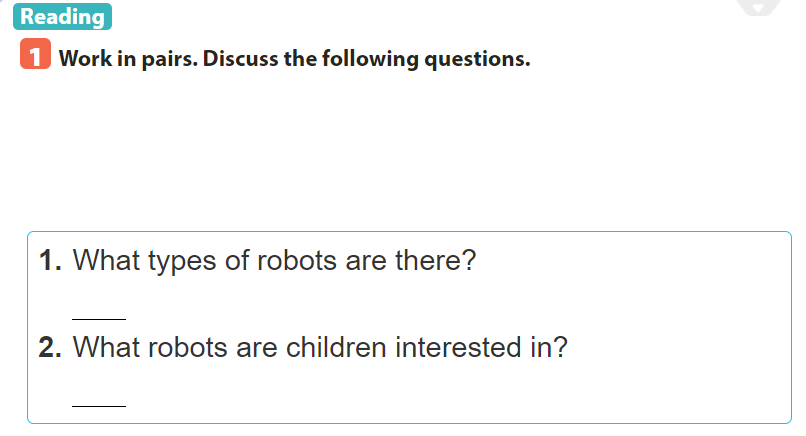 Reading
1 Work in pairs. Discuss the following questions.
1. What types of robots are there?
2. What robots are children interested in?